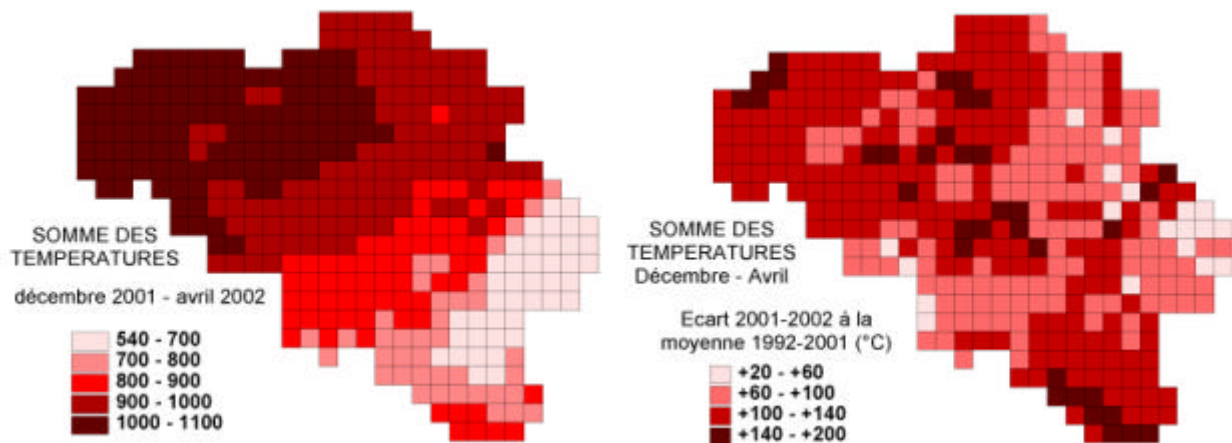 SOMME DES
TEMPERATURES
décembre 2001 - avril 2002
540 - 700
700 - 800
800 - 900
900 - 1000
1000 - 1100
SOMME DES
TEMPERATURES
Décembre - Avril
Ecart 2001-2002 à la
moyenne 1992-2001 (°C)
+20 - +60
+60 - +100
+100 - +140
+140 - +200